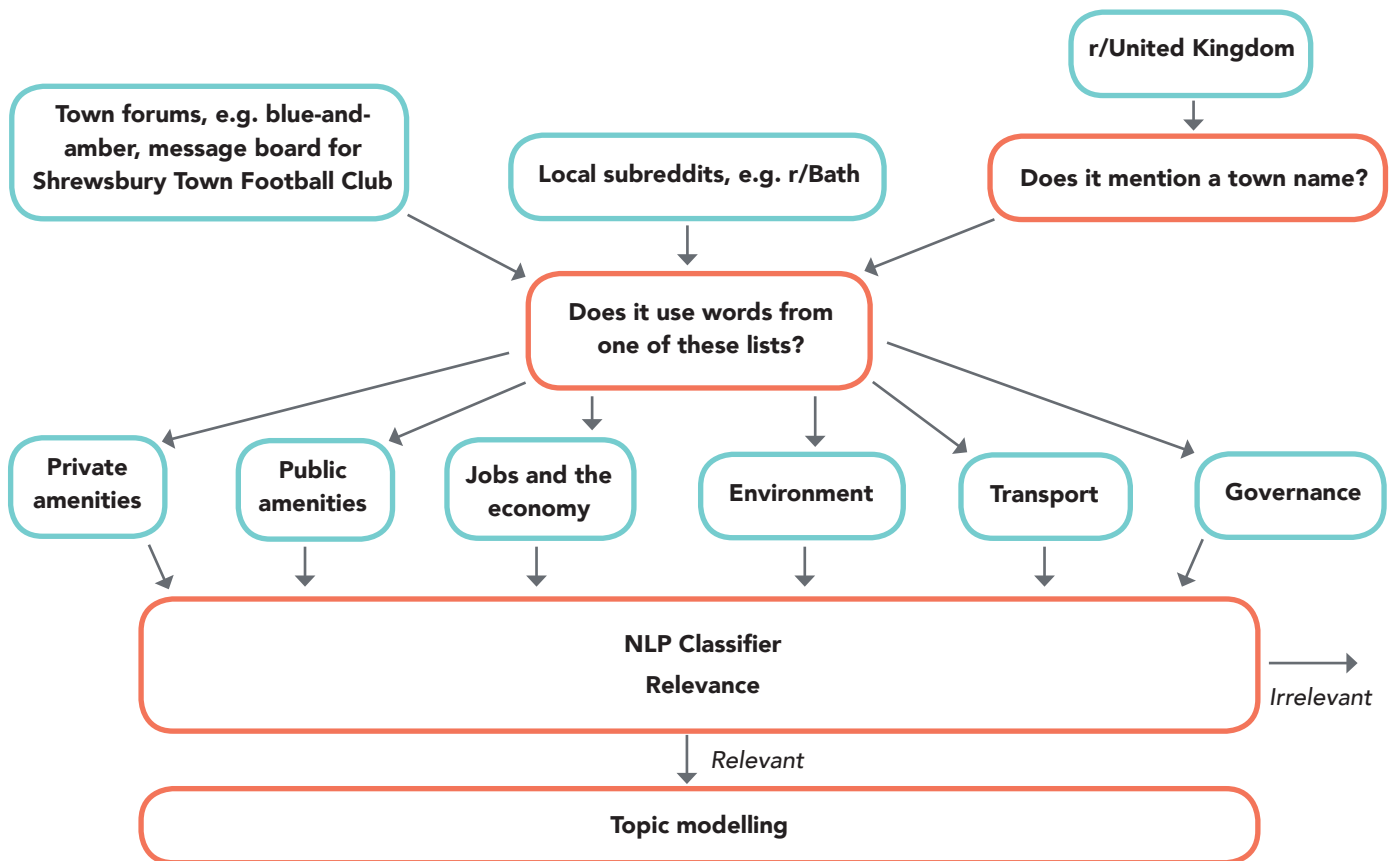 r/United Kingdom
Town forums, e.g. blue-and-
amber, message board for
Shrewsbury Town Football Club
Local subreddits, e.g. r/Bath
Does it mention a town name?
Does it use words from
one of these lists?
Private
amenities
Public
amenities
Jobs and the
economy
Environment
Transport
Governance
NLP Classifier
Relevance
Irrelevant
Relevant
Topic modelling